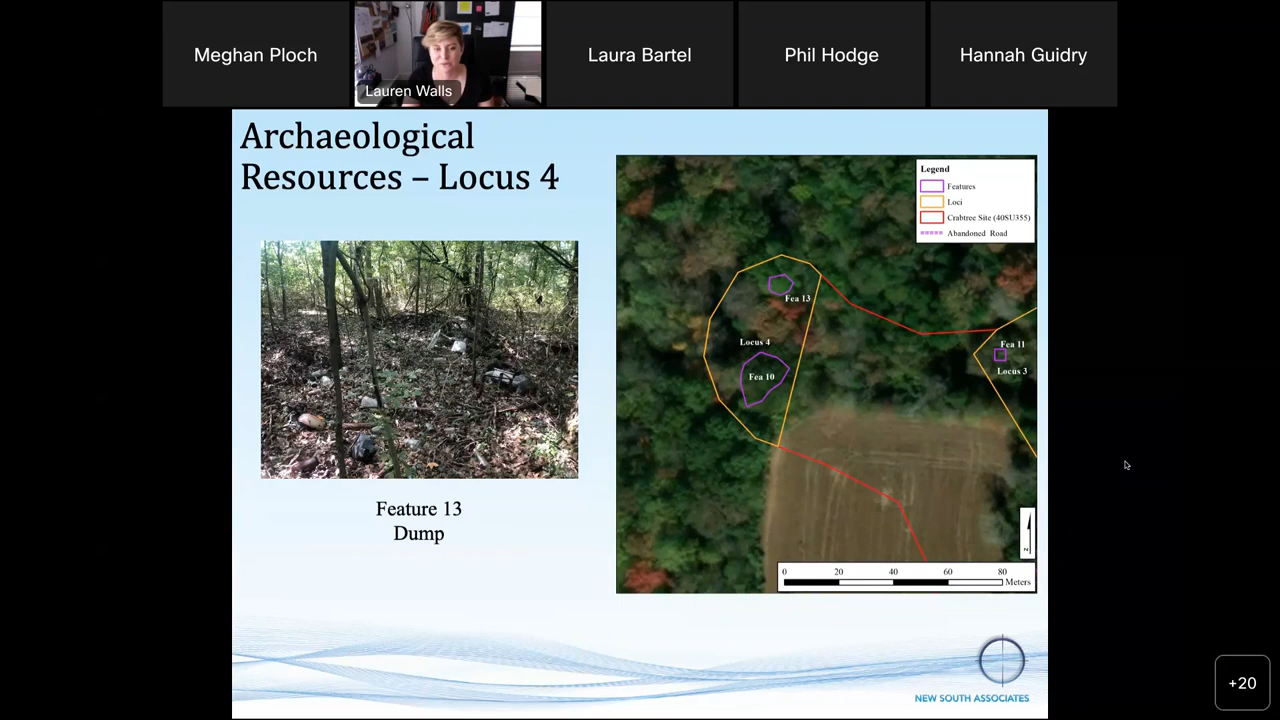 Meghan Ploch
Lauren Walls
Laura Bartel
Phil Hodge
Hannah Guidry
Archaeological
Resources – Locus 4
Feature 13
Dump
Legend
Features
Loci
Crabtree Site (40SU355)
Abandoned Road
Fea 13
Locus 4
Fea 10
Fea 11
Locus 3
N
0 20 40 60 80
Meters
NEW SOUTH ASSOCIATES
+20